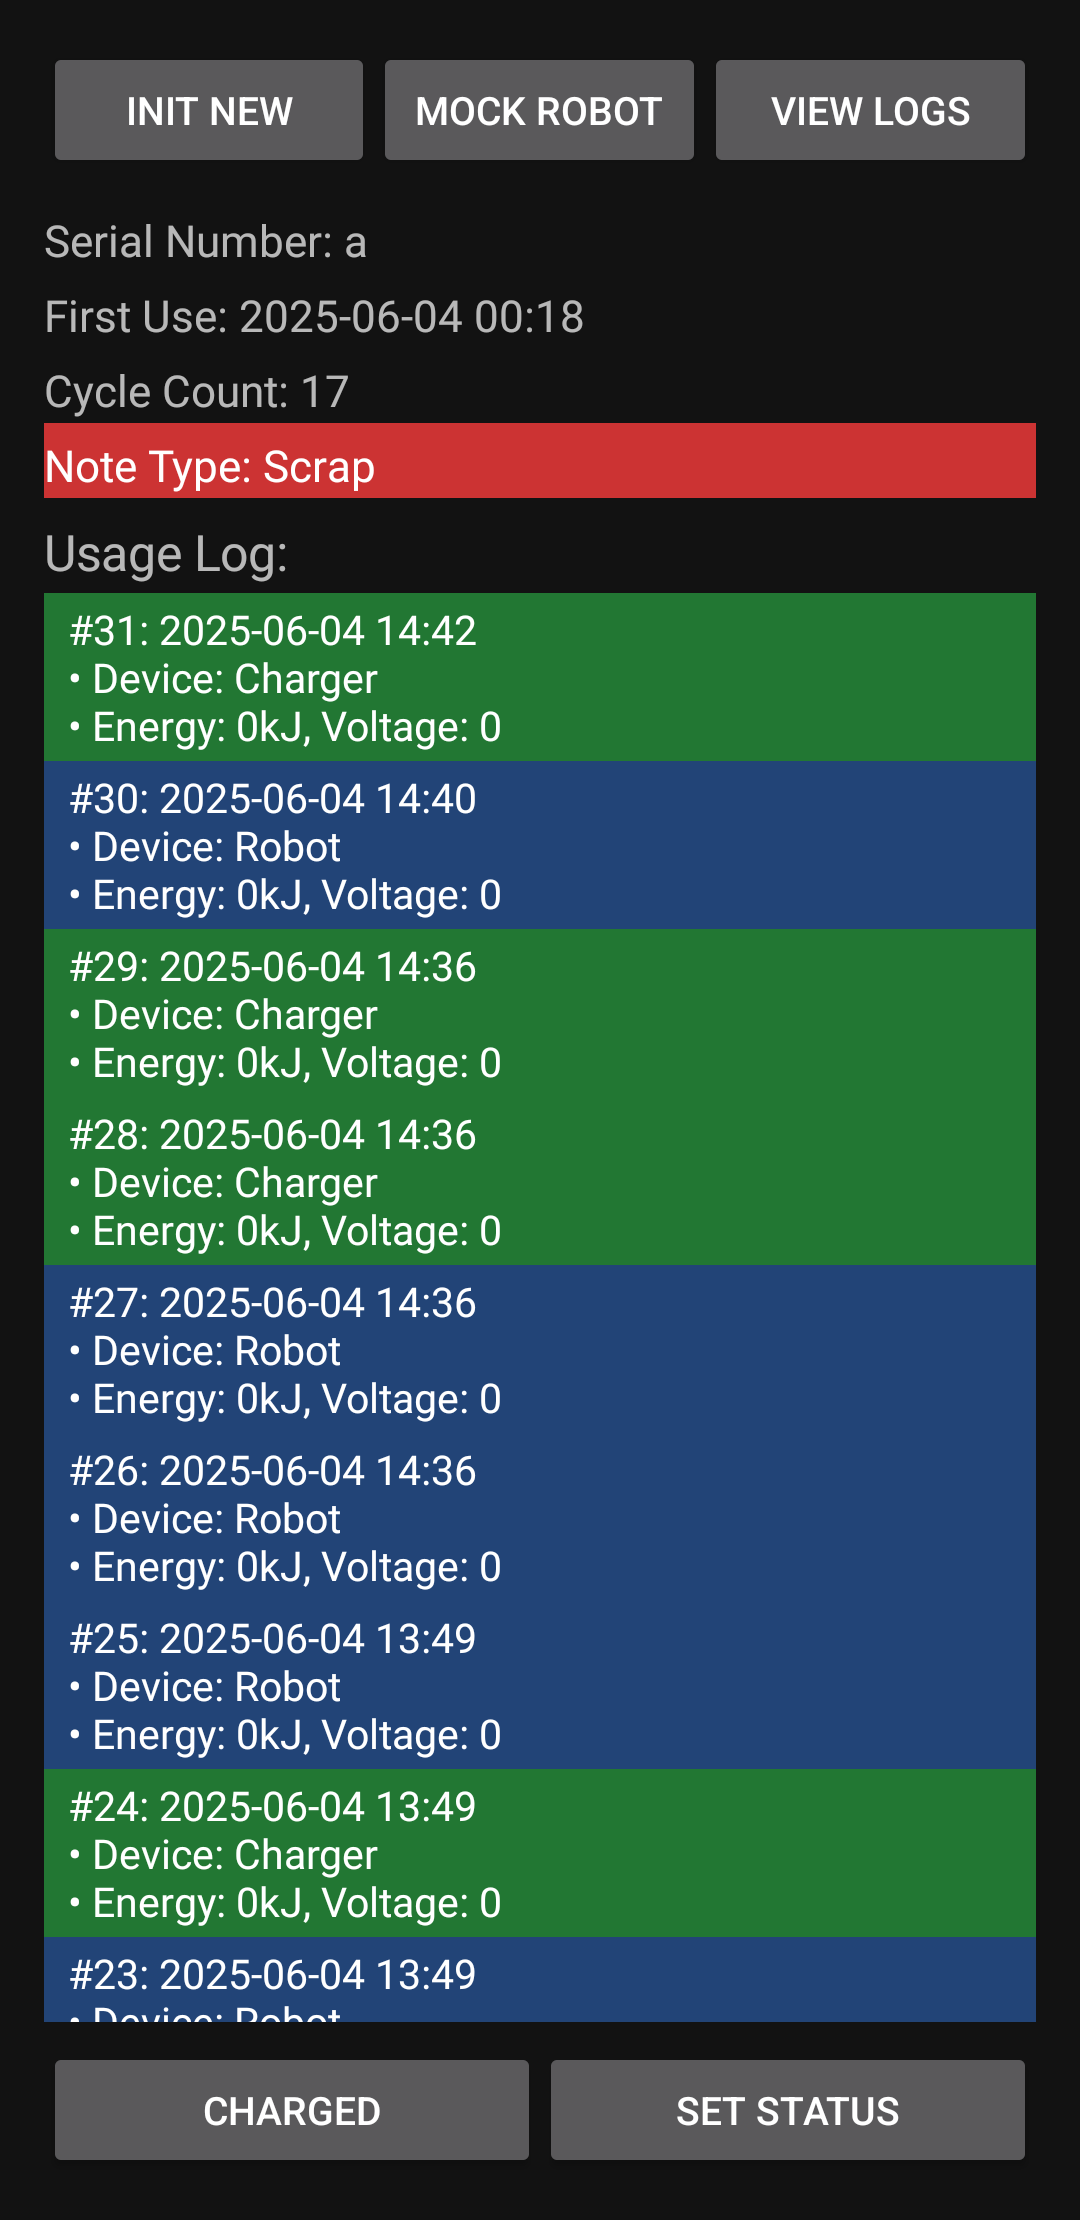 INIT NEW
MOCK ROBOT
VIEW LOGS
Serial Number: a
First Use: 2025-06-04 00:18
Cycle Count: 17
Note Type: Scrap
Usage Log:
#31: 2025-06-04 14:42
• Device: Charger
• Energy: 0kJ, Voltage: 0
#30: 2025-06-04 14:40
• Device: Robot
• Energy: 0kJ, Voltage: 0
#29: 2025-06-04 14:36
• Device: Charger
• Energy: 0kJ, Voltage: 0
#28: 2025-06-04 14:36
• Device: Charger
• Energy: 0kJ, Voltage: 0
#27: 2025-06-04 14:36
• Device: Robot
• Energy: 0kJ, Voltage: 0
#26: 2025-06-04 14:36
• Device: Robot
• Energy: 0kJ, Voltage: 0
#25: 2025-06-04 13:49
• Device: Robot
• Energy: 0kJ, Voltage: 0
#24: 2025-06-04 13:49
• Device: Charger
• Energy: 0kJ, Voltage: 0
#23: 2025-06-04 13:49
• Device: Robot
CHARGED
SET STATUS